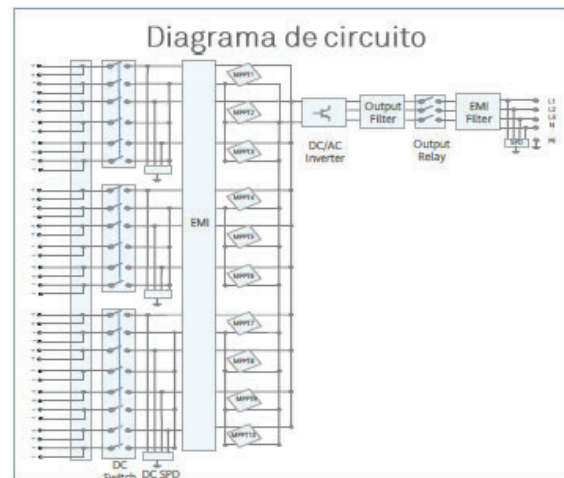 Diagrama de circuito
MPPT1
MPPT2
MPPT3
MPPT4
MPPT5
MPPT6
MPPT7
MPPT8
MPPT9
MPPT10
EMI
DC/AC
Inverter
Output
Filter
Output
Relay
EMI
Filter
SPD
L1
L2
L3
N
PE
DC
Switch
DC SPD